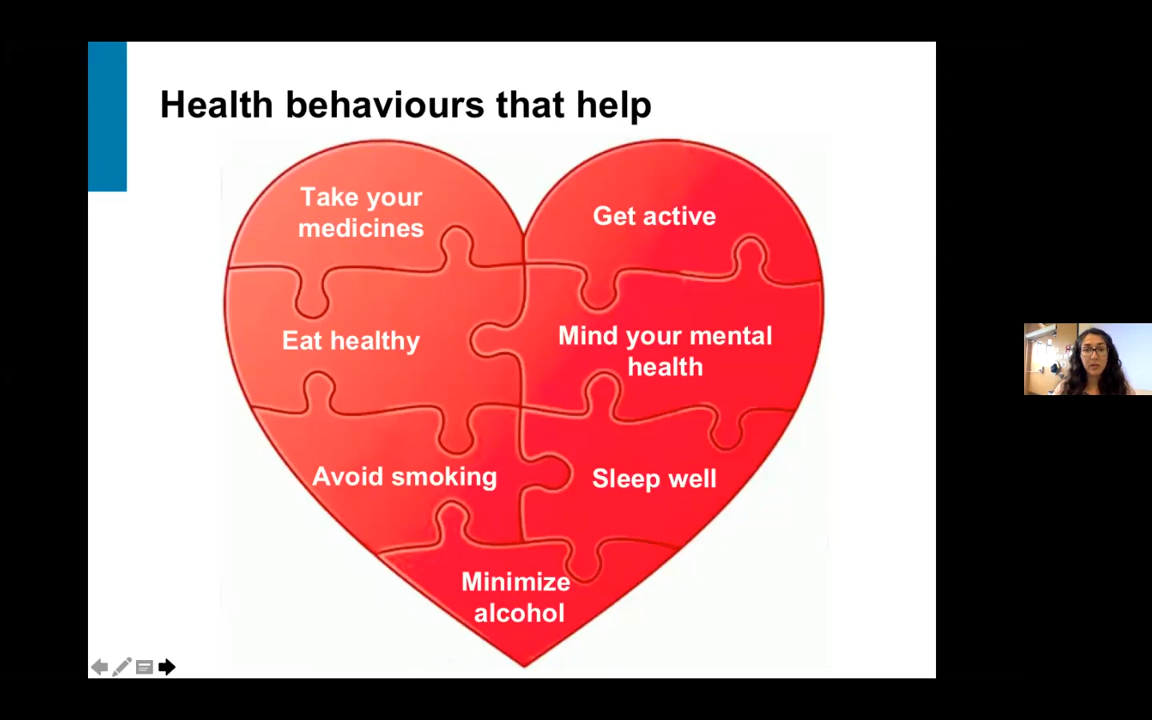 Health behaviours that help
Take your
medicines
Get active
Eat healthy
Mind your mental
health
Avoid smoking
Sleep well
Minimize
alcohol